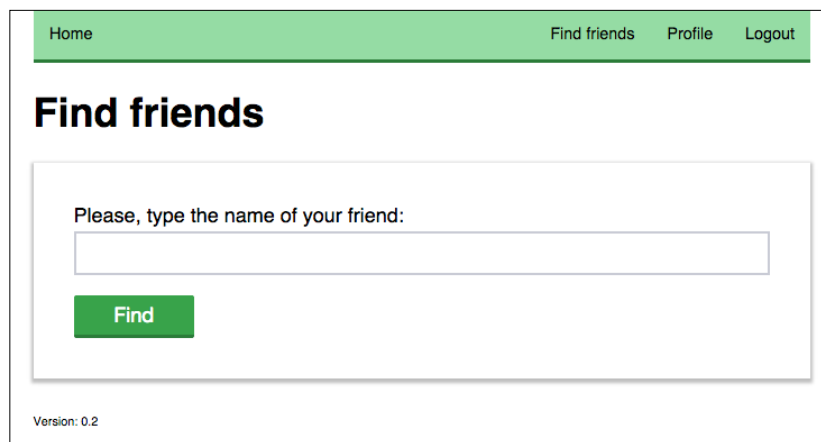 Home Find friends Profile Logout
Find friends
Please, type the name of your friend:
Find
Version: 0.2